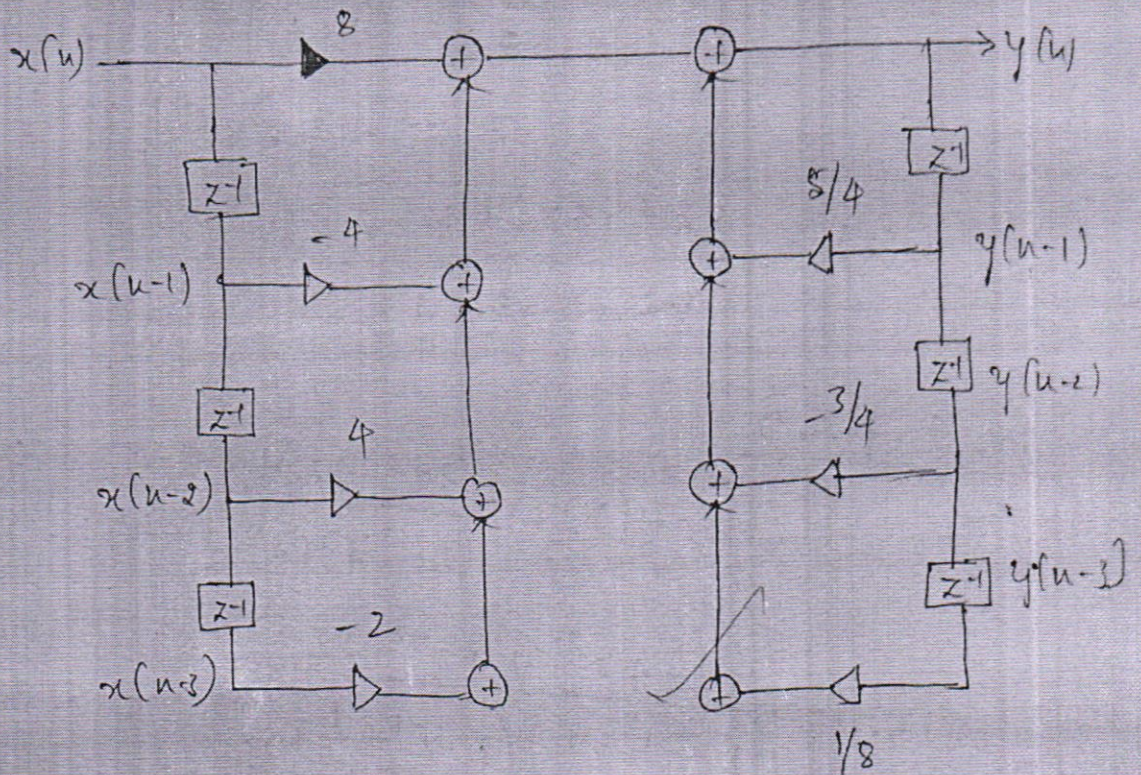 8
x(n) + + y(n)
z-1 z-1
-4 5/4
x(n-1) + + y(n-1)
z-1 z-1 y(n-2)
4 -3/4
x(n-2) + +
z-1 z-1 y(n-3)
-2
x(n-3) + +
1/8